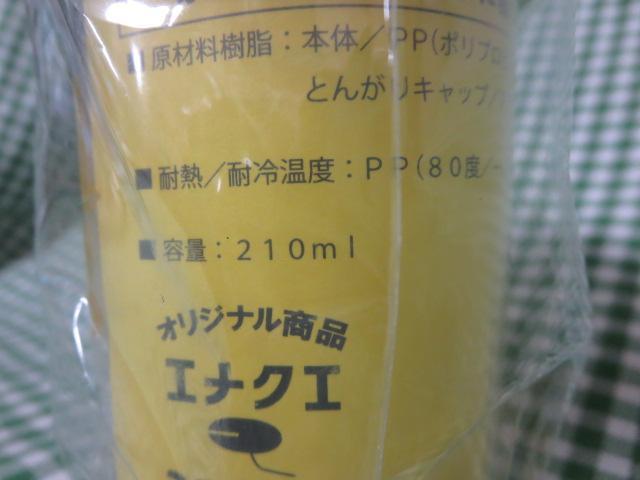 ■原材料樹脂：本体／PP(ポリプロ
とんがりキャップ／
■耐熱／耐冷温度：PP(80度／－
■容量：210ml
オリジナル商品
エナクエ